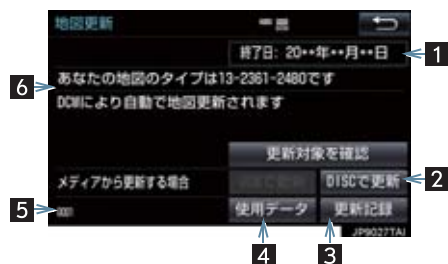 地図更新
終了日: 20**年**月**日
1
あなたの地図のタイプは13-2361-2480です
6
DCMにより自動で地図更新されます
更新対象を確認
メディアから更新する場合
DISCで更新
2
5
使用データ
更新記録
4
3
JP9027TAI